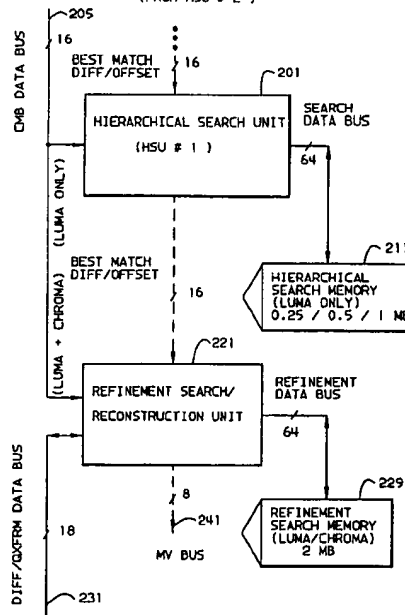 205
16
BEST MATCH
DIFF/OFFSET
16
201
CMB DATA BUS
HIERARCHICAL SEARCH UNIT
(HSU # 1 )
SEARCH
DATA BUS
64
(LUMA + CHROMA) (LUMA ONLY)
BEST MATCH
DIFF/OFFSET
16
HIERARCHICAL
SEARCH MEMORY
(LUMA ONLY)
0.25 / 0.5 / 1
221
REFINEMENT SEARCH/
RECONSTRUCTION UNIT
REFINEMENT
DATA BUS
64
DIFF/QXFRM DATA BUS
18
8
241
MV BUS
229
REFINEMENT
SEARCH MEMORY
(LUMA/CHROMA)
2 MB
231